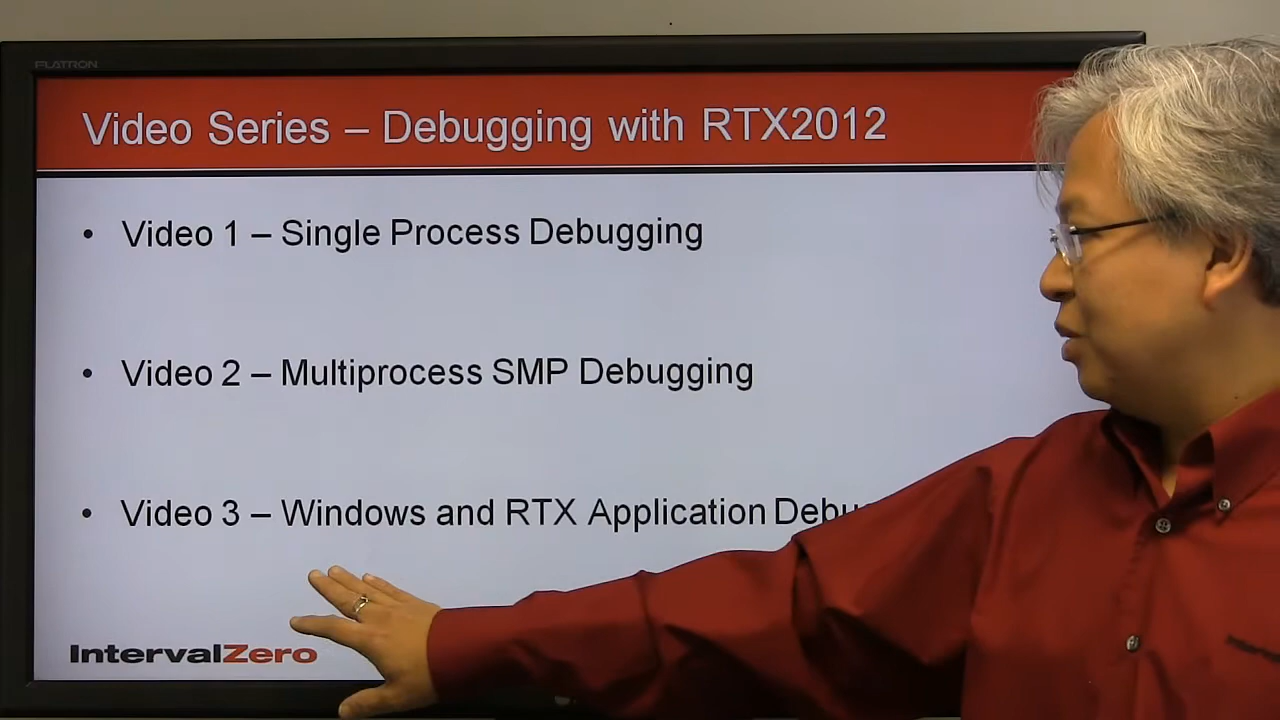 FLATRON
Video Series – Debugging with RTX2012
• Video 1 – Single Process Debugging
• Video 2 – Multiprocess SMP Debugging
• Video 3 – Windows and RTX Application Debu
IntervalZero